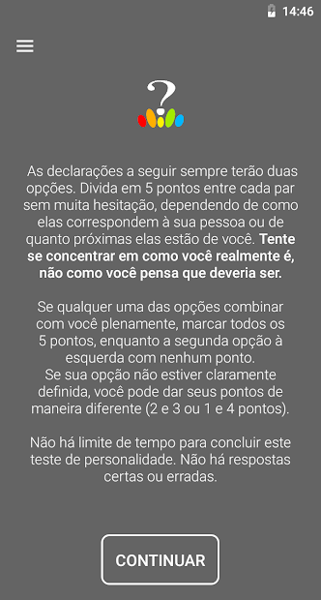 14:46
?
As declarações a seguir sempre terão duas
opções. Divida em 5 pontos entre cada par
sem muita hesitação, dependendo de como
elas correspondem à sua pessoa ou de
quanto próximas elas estão de você. Tente
se concentrar em como você realmente é,
não como você pensa que deveria ser.
Se qualquer uma das opções combinar
com você plenamente, marcar todos os
5 pontos, enquanto a segunda opção à
esquerda com nenhum ponto.
Se sua opção não estiver claramente
definida, você pode dar seus pontos de
maneira diferente (2 e 3 ou 1 e 4 pontos).
Não há limite de tempo para concluir este
teste de personalidade. Não há respostas
certas ou erradas.
CONTINUAR